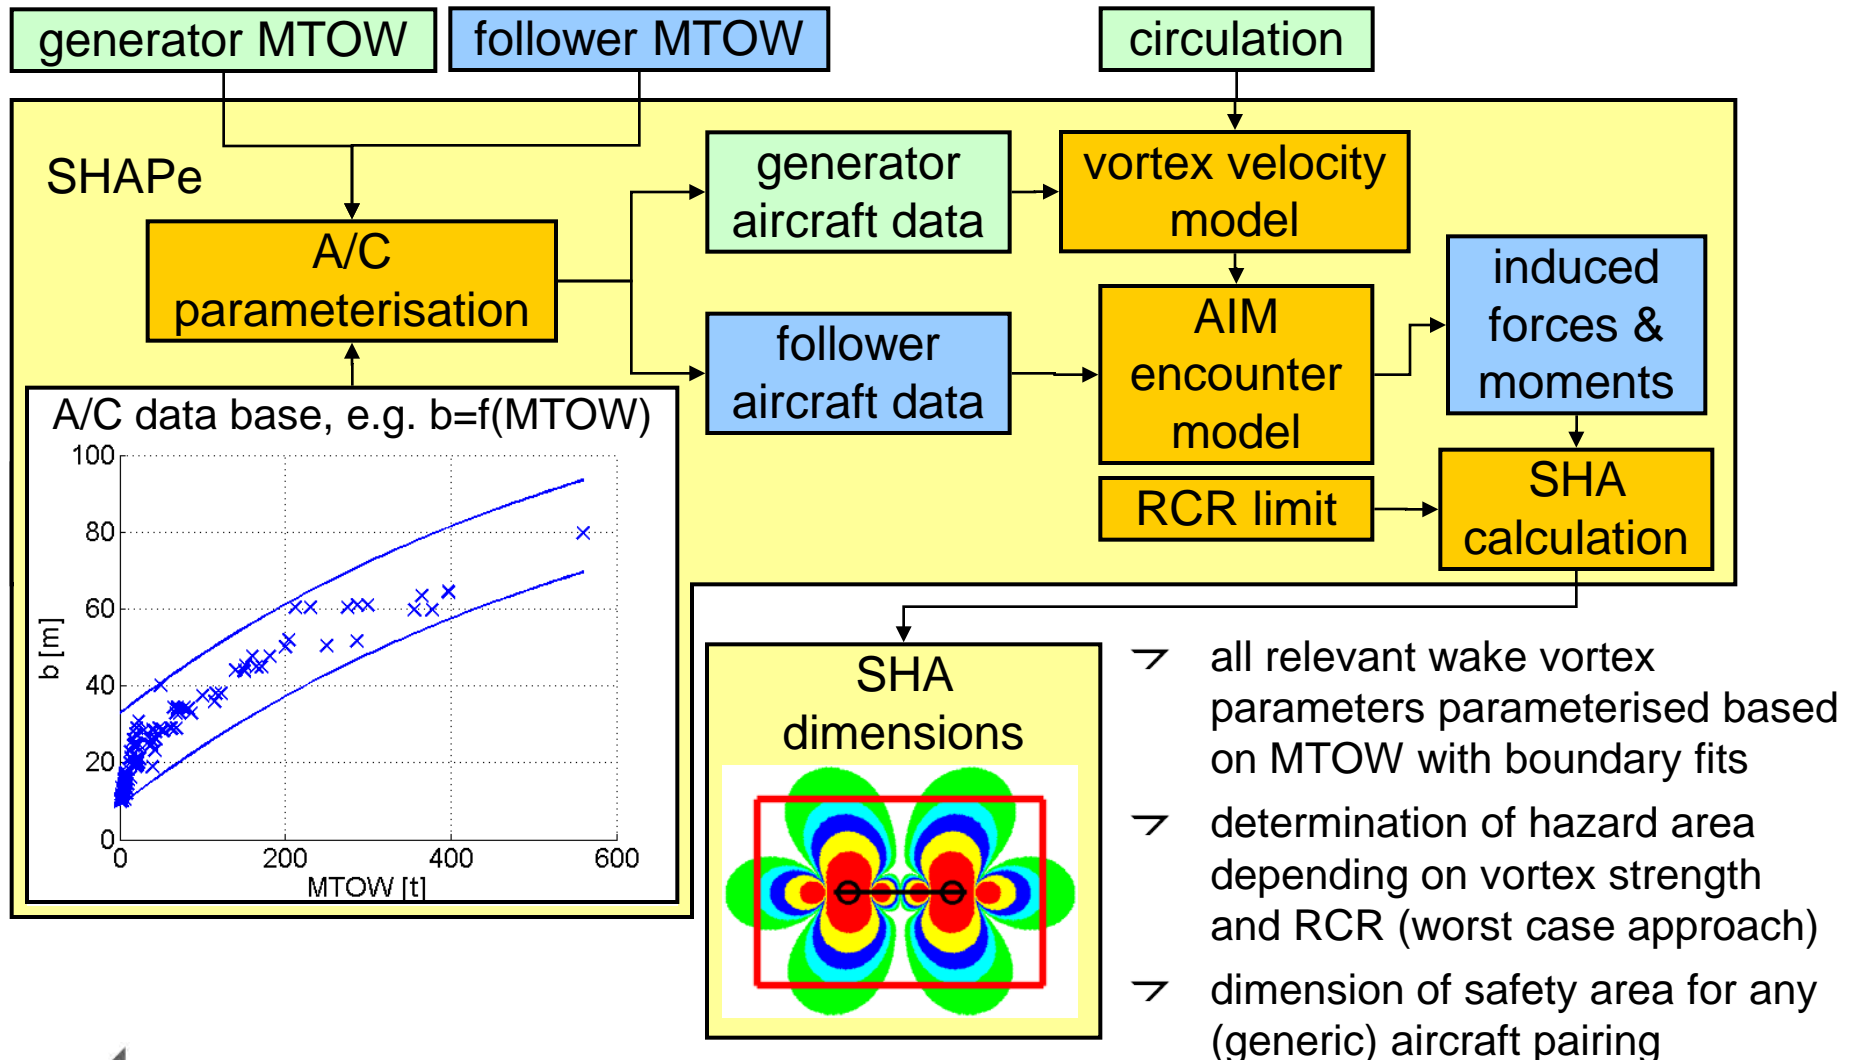 generator MTOW
follower MTOW
circulation
SHAPe
A/C
parameterisation
generator
aircraft data
follower
aircraft data
vortex velocity
model
AIM
encounter
model
induced
forces &
moments
RCR limit
SHA
calculation
A/C data base, e.g. b=f(MTOW)
100
80
60
40
20
0
b [m]
0
200
400
600
MTOW [t]
SHA
dimensions
all relevant wake vortex
parameters parameterised based
on MTOW with boundary fits
determination of hazard area
depending on vortex strength
and RCR (worst case approach)
dimension of safety area for any
(generic) aircraft pairing